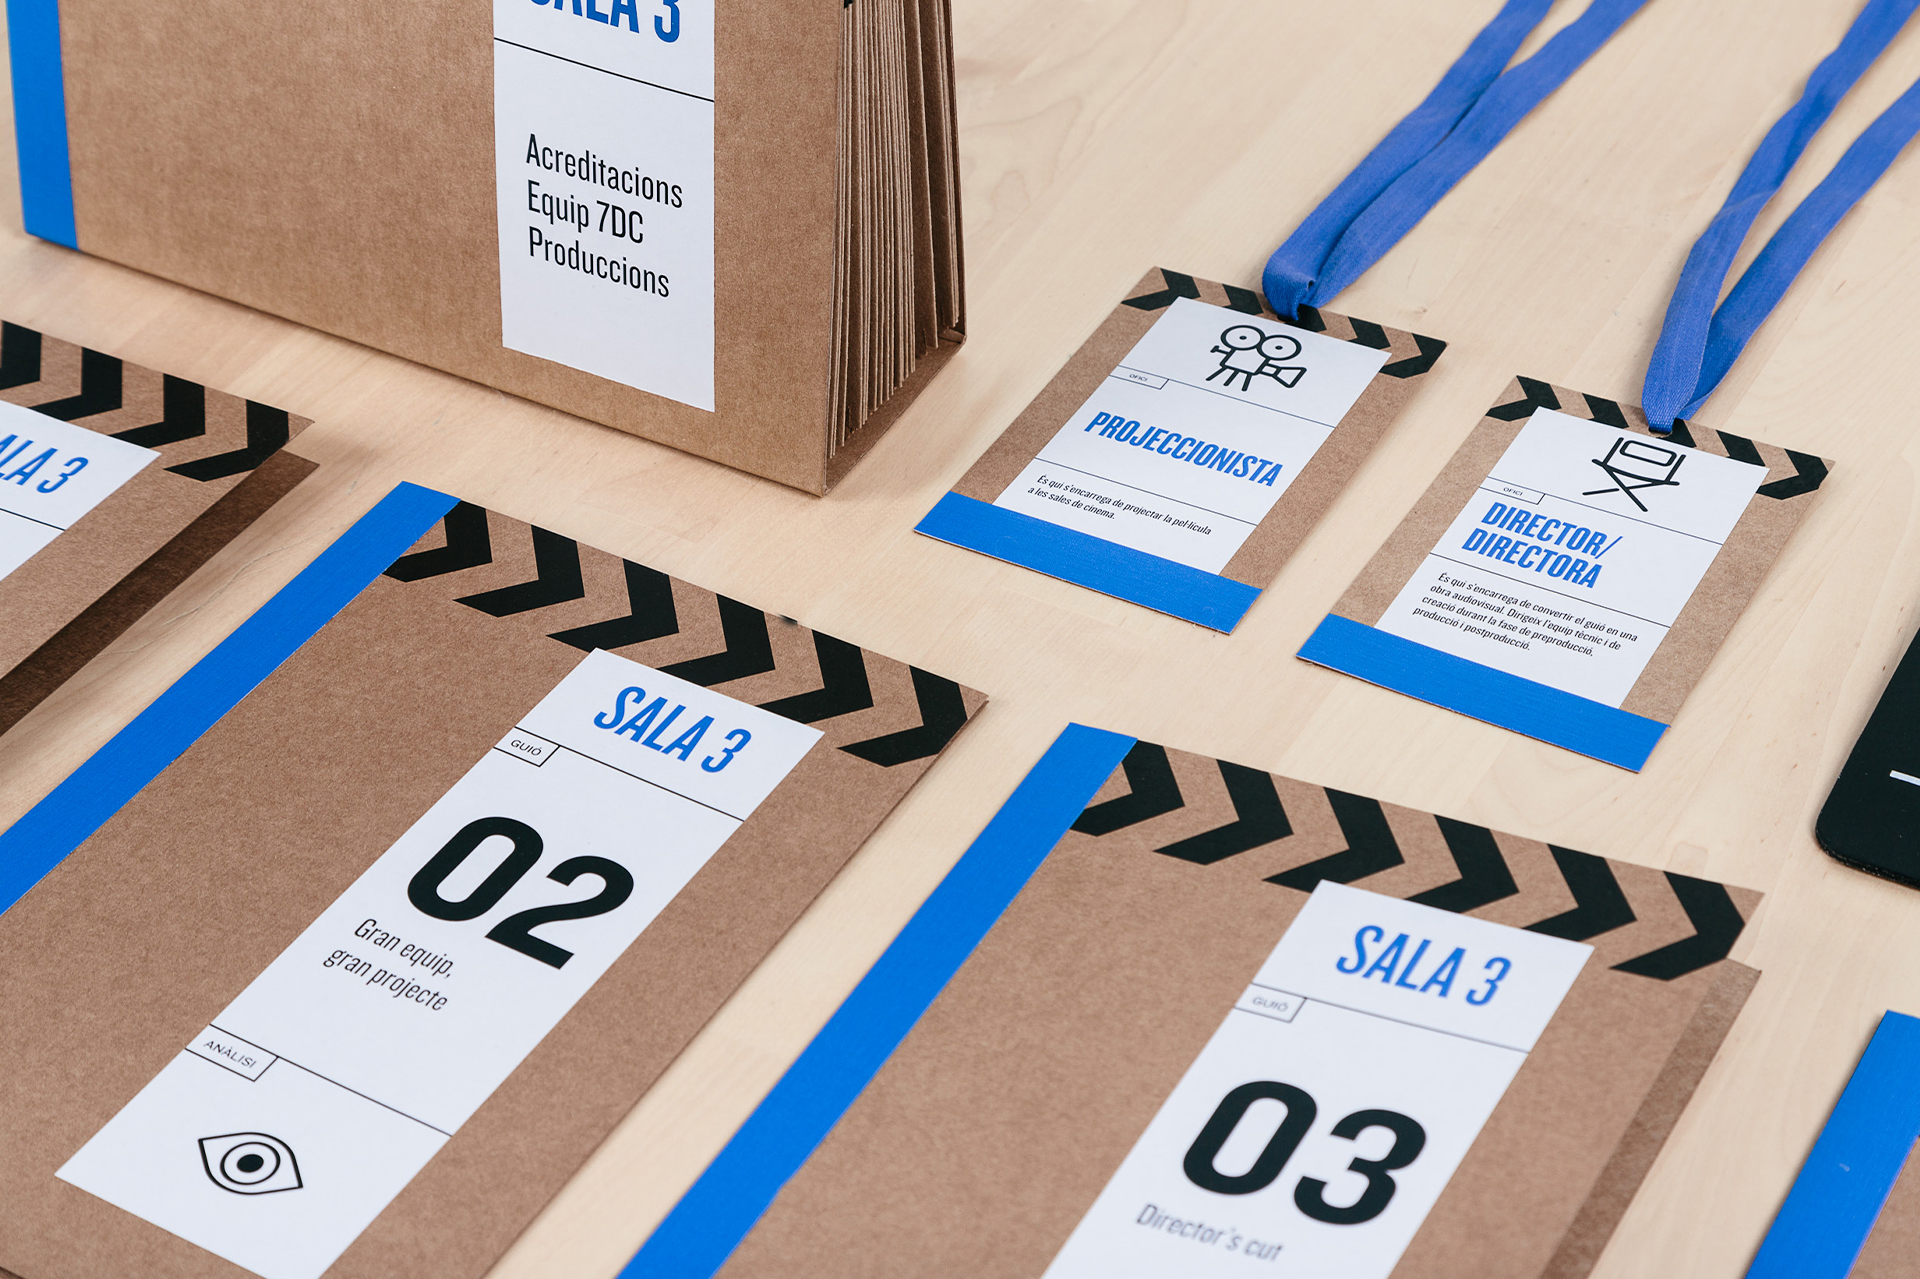 SALA 3
Acreditacions
Equip 7DC
Produccions
OFICI
PROJECCIONISTA
És qui s'encarrega de projectar la pel·lícula
a les sales de cinema.
OFICI
DIRECTOR/
DIRECTORA
És qui s'encarrega de convertir el guió en una
obra audiovisual. Dirigeix l'equip tècnic i de
creació durant la fase de preproducció,
producció i postproducció.
ALA 3
SALA 3
GUIÓ
02
Gran equip,
gran projecte
ANÀLISI
SALA 3
GUIÓ
03
Director's cut